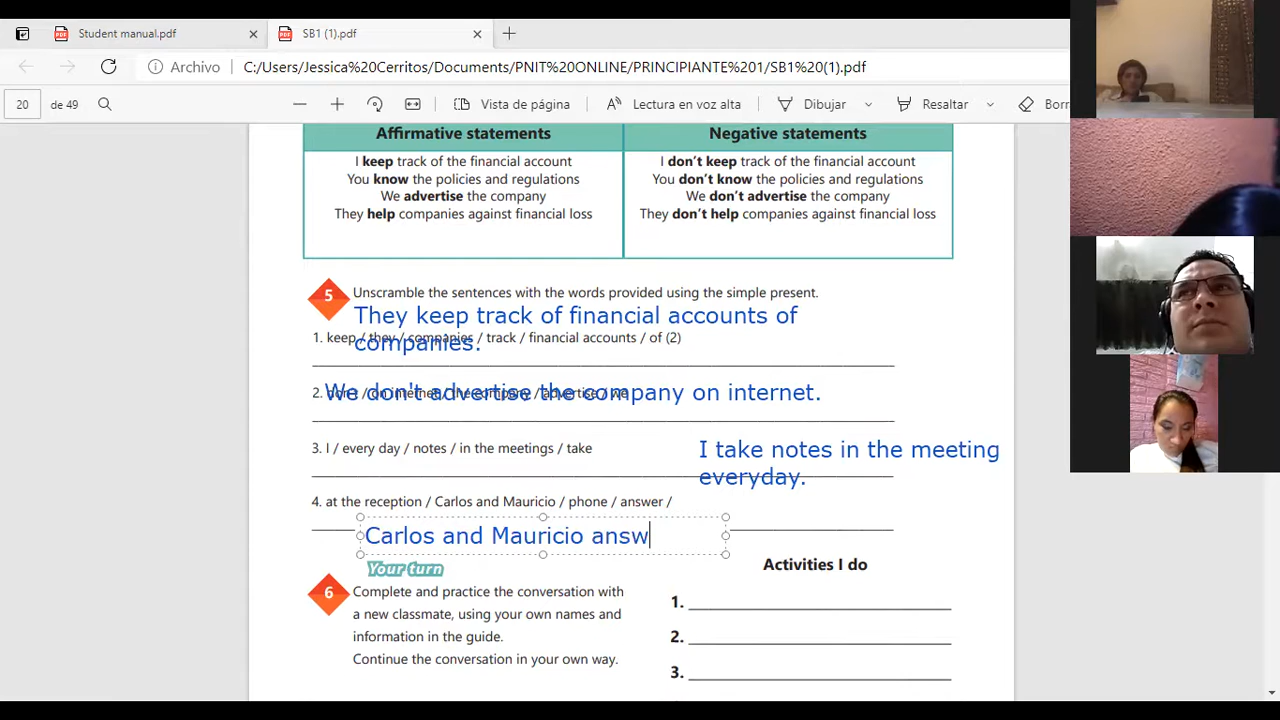 Student manual.pdf
SB1 (1).pdf
Archivo
C:/Users/Jessica%20Cerritos/Documents/PNIT%20ONLINE/PRINCIPIANTE%201/SB1%20(1).pdf
20
de 49
Vista de página
Lectura en voz alta
Dibujar
Resaltar
Borr
Affirmative statements
I keep track of the financial account
You know the policies and regulations
We advertise the company
They help companies against financial loss
Negative statements
I don't keep track of the financial account
You don't know the policies and regulations
We don't advertise the company
They don't help companies against financial loss
5
Unscramble the sentences with the words provided using the simple present.
They keep track of financial accounts of
companies.
1. keep / they / companies / track / financial accounts / of (2)
We don't advertise the company on internet.
2. don't / on internet / the company / advertise / we
3. I / every day / notes / in the meetings / take
I take notes in the meeting
everyday.
4. at the reception / Carlos and Mauricio / phone / answer /
Carlos and Mauricio answ
Your turn
6
Complete and practice the conversation with
a new classmate, using your own names and
information in the guide.
Continue the conversation in your own way.
Activities I do
1.
2.
3.